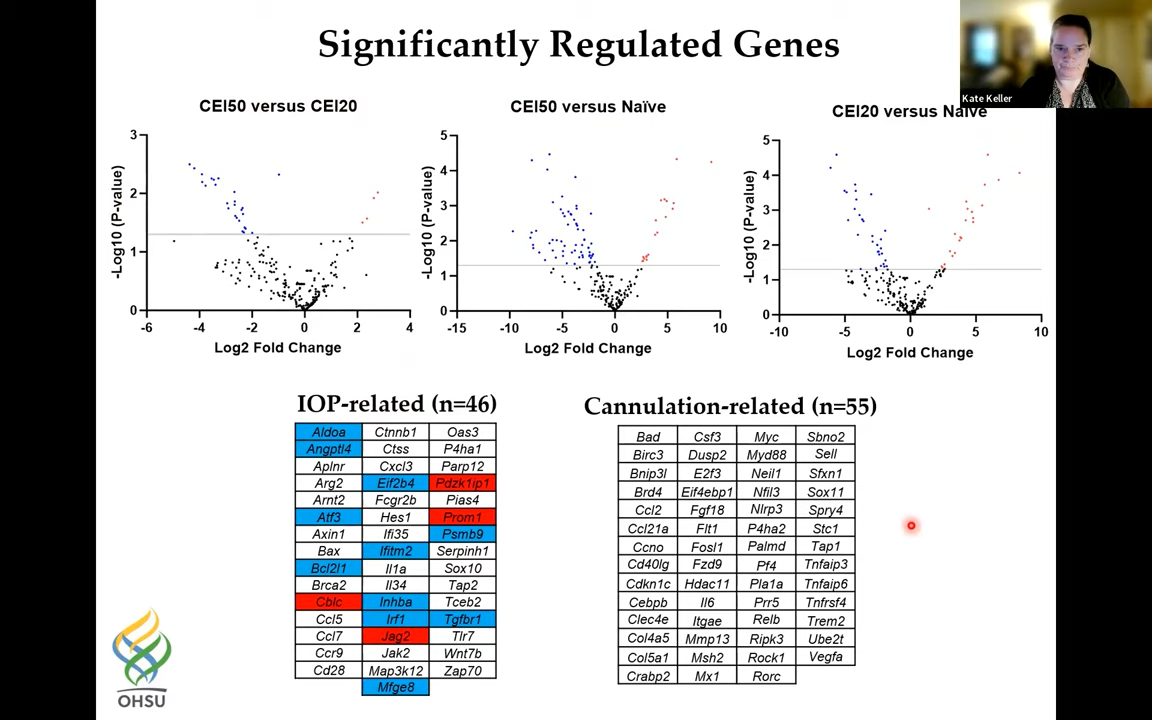 Significantly Regulated Genes
Kate Keller
CEI50 versus CEI20
CEI50 versus Naïve
CEI20 versus Naïve
-Log10 (P-value)
3
2
1
0
-6 -4 -2 0 2 4
Log2 Fold Change
-Log10 (P-value)
5
4
3
2
1
0
-15 -10 -5 0 5 10
Log2 Fold Change
-Log10 (P-value)
5
4
3
2
1
0
-10 -5 0 5 10
Log2 Fold Change
IOP-related (n=46)
Aldoa Ctnnb1 Oas3
Angptl4 Ctss P4ha1
Aplnr Cxcl3 Parp12
Arg2 Eif2b4 Pdzk1ip1
Arnt2 Fcgr2b Pias4
Atf3 Hes1 Prom1
Axin1 Ifi35 Psmb9
Bax Ifitm2 Serpinh1
Bcl2l1 Il1a Sox10
Brca2 Il34 Tap2
Cblc Inhba Tceb2
Ccl5 Irf1 Tgfbr1
Ccl7 Jag2 Tlr7
Ccr9 Jak2 Wnt7b
Cd28 Map3k12 Zap70
Mfge8
Cannulation-related (n=55)
Bad Csf3 Myc Sbno2
Birc3 Dusp2 Myd88 Sell
Bnip3l E2f3 Neil1 Sfxn1
Brd4 Eif4ebp1 Nfil3 Sox11
Ccl2 Fgf18 Nlrp3 Spry4
Ccl21a Flt1 P4ha2 Stc1
Ccno Fosl1 Palmd Tap1
Cd40lg Fzd9 Pf4 Tnfaip3
Cdkn1c Hdac11 Pla1a Tnfaip6
Cebpb Il6 Prr5 Tnfrsf4
Clec4e Itgae Relb Trem2
Col4a5 Mmp13 Ripk3 Ube2t
Col5a1 Msh2 Rock1 Vegfa
Crabp2 Mx1 Rorc
OHSU